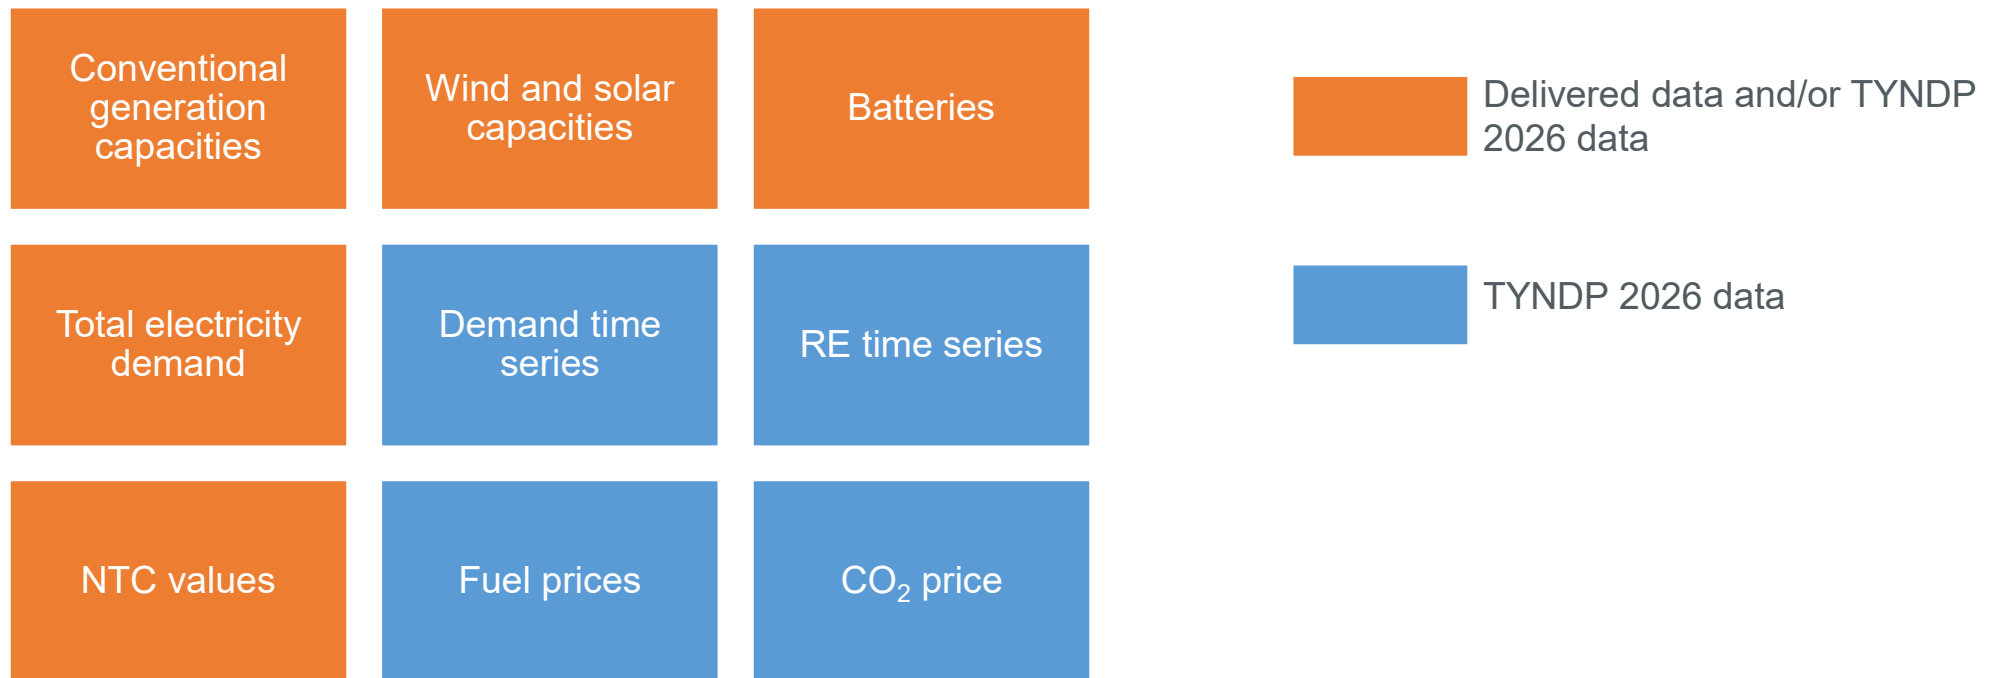 Conventional
generation
capacities
Wind and solar
capacities
Batteries
Total electricity
demand
Demand time
series
RE time series
NTC values
Fuel prices
CO₂ price
Delivered data and/or TYNDP
2026 data
TYNDP 2026 data